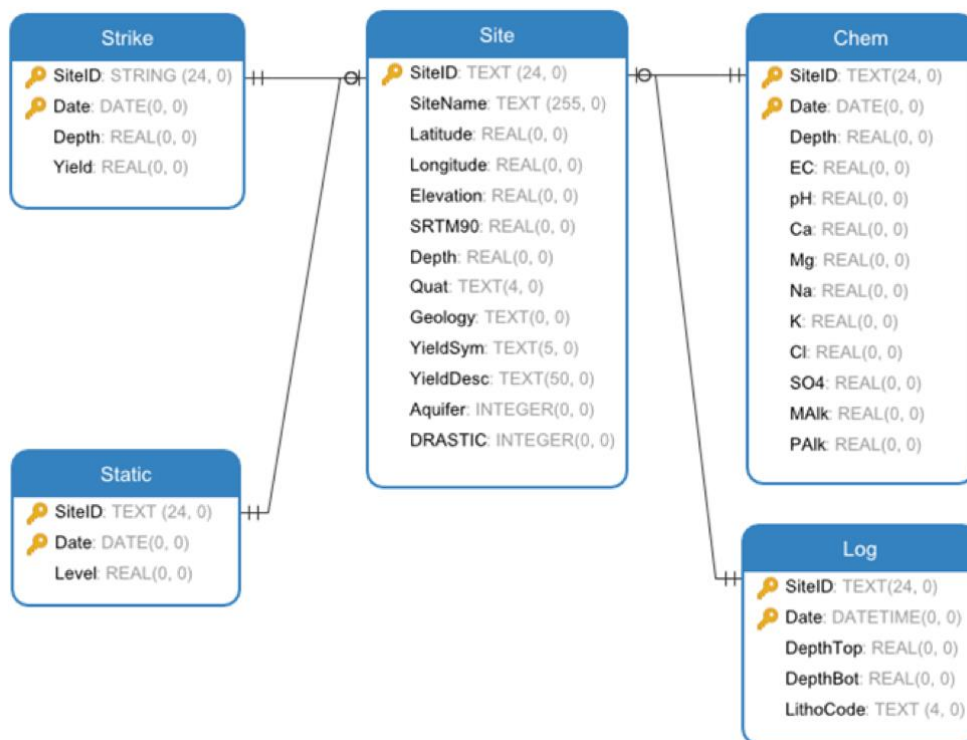 Strike
SiteID: STRING (24, 0)
Date: DATE(0, 0)
Depth: REAL(0, 0)
Yield: REAL(0, 0)
Site
SiteID: TEXT (24, 0)
SiteName: TEXT (255, 0)
Latitude: REAL(0, 0)
Longitude: REAL(0, 0)
Elevation: REAL(0, 0)
SRTM90: REAL(0, 0)
Depth: REAL(0, 0)
Quat: TEXT(4, 0)
Geology: TEXT(0, 0)
YieldSym: TEXT(5, 0)
YieldDesc: TEXT(50, 0)
Aquifer: INTEGER(0, 0)
DRASTIC: INTEGER(0, 0)
Chem
SiteID: TEXT(24, 0)
Date: DATE(0, 0)
Depth: REAL(0, 0)
EC: REAL(0, 0)
pH: REAL(0, 0)
Ca: REAL(0, 0)
Mg: REAL(0, 0)
Na: REAL(0, 0)
K: REAL(0, 0)
Cl: REAL(0, 0)
SO4: REAL(0, 0)
MAlk: REAL(0, 0)
PAlk: REAL(0, 0)
Static
SiteID: TEXT (24, 0)
Date: DATE(0, 0)
Level: REAL(0, 0)
Log
SiteID: TEXT(24, 0)
Date: DATETIME(0, 0)
DepthTop: REAL(0, 0)
DepthBot: REAL(0, 0)
LithoCode: TEXT (4, 0)